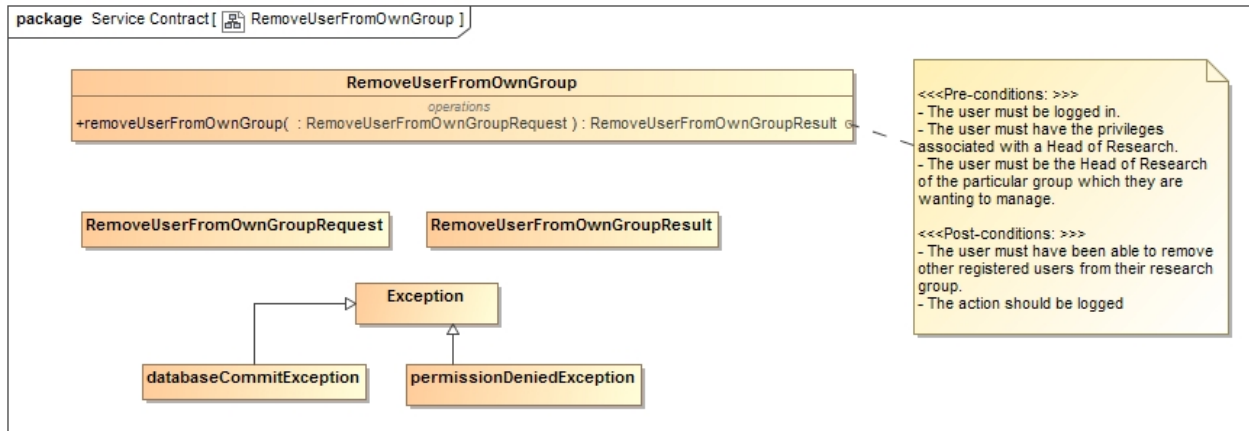 package Service Contract [ RemoveUserFromOwnGroup ]
RemoveUserFromOwnGroup
operations
+removeUserFromOwnGroup( : RemoveUserFromOwnGroupRequest ) : RemoveUserFromOwnGroupResult
<<<Pre-conditions: >>>
- The user must be logged in.
- The user must have the privileges
associated with a Head of Research.
- The user must be the Head of Research
of the particular group which they are
wanting to manage.
<<<Post-conditions: >>>
- The user must have been able to remove
other registered users from their research
group.
- The action should be logged
RemoveUserFromOwnGroupRequest
RemoveUserFromOwnGroupResult
Exception
databaseCommitException
permissionDeniedException